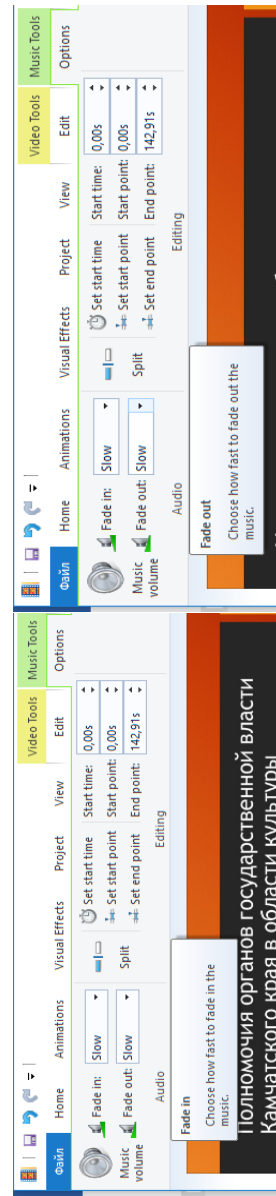 Video Tools Music Tools
Файл Home Animations Visual Effects Project View Edit Options
Music volume
Fade in: Slow
Fade out: Slow
Audio
Split
Set start time
Set start point
Set end point
Start time: 0,00s
Start point: 0,00s
End point: 142,91s
Editing
Fade in
Choose how fast to fade in the
music.
Полномочия органов государственной власти
Камчатского края в области культуры
Video Tools Music Tools
Файл Home Animations Visual Effects Project View Edit Options
Music volume
Fade in: Slow
Fade out: Slow
Audio
Split
Set start time
Set start point
Set end point
Start time: 0,00s
Start point: 0,00s
End point: 142,91s
Editing
Fade out
Choose how fast to fade out the
music.